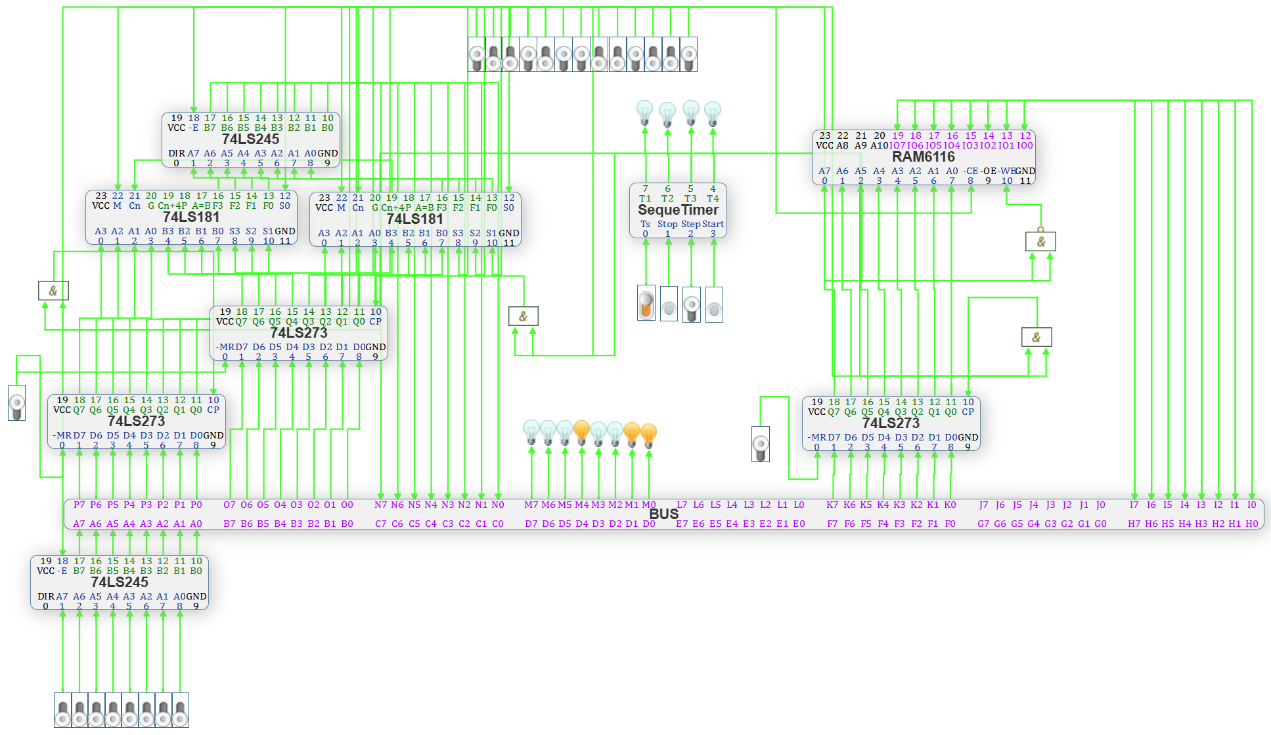 19 18 17 16 15 14 13 12 11 10
VCC -E B7 B6 B5 B4 B3 B2 B1 B0
74LS245
DIR A7 A6 A5 A4 A3 A2 A1 A0 GND
0 1 2 3 4 5 6 7 8 9
7 6 5 4
T1 T2 T3 T4
SequeTimer
Ts Stop Step Start
0 1 2 3
23 22 21 20 19 18 17 16 15 14 13 12
VCC A8 A9 A10 IO7 IO6 IO5 IO4 IO3 IO2 IO1 IO0
RAM6116
A7 A6 A5 A4 A3 A2 A1 A0 -CE -OE -WE GND
0 1 2 3 4 5 6 7 8 9 10 11
23 22 21 20 19 18 17 16 15 14 13 12
VCC M Cn G Cn+4 P A=B F3 F2 F1 F0 S0
74LS181
A3 A2 A1 A0 B3 B2 B1 B0 S3 S2 S1 GND
0 1 2 3 4 5 6 7 8 9 10 11
23 22 21 20 19 18 17 16 15 14 13 12
VCC M Cn G Cn+4 P A=B F3 F2 F1 F0 S0
74LS181
A3 A2 A1 A0 B3 B2 B1 B0 S3 S2 S1 GND
0 1 2 3 4 5 6 7 8 9 10 11
&
&
&
&
19 18 17 16 15 14 13 12 11 10
VCC Q7 Q6 Q5 Q4 Q3 Q2 Q1 Q0 CP
74LS273
-MR D7 D6 D5 D4 D3 D2 D1 D0 GND
0 1 2 3 4 5 6 7 8 9
19 18 17 16 15 14 13 12 11 10
VCC Q7 Q6 Q5 Q4 Q3 Q2 Q1 Q0 CP
74LS273
-MR D7 D6 D5 D4 D3 D2 D1 D0 GND
0 1 2 3 4 5 6 7 8 9
19 18 17 16 15 14 13 12 11 10
VCC Q7 Q6 Q5 Q4 Q3 Q2 Q1 Q0 CP
74LS273
-MR D7 D6 D5 D4 D3 D2 D1 D0 GND
0 1 2 3 4 5 6 7 8 9
P7 P6 P5 P4 P3 P2 P1 P0 O7 O6 O5 O4 O3 O2 O1 O0 N7 N6 N5 N4 N3 N2 N1 N0 M7 M6 M5 M4 M3 M2 M1 M0 L7 L6 L5 L4 L3 L2 L1 L0 K7 K6 K5 K4 K3 K2 K1 K0 J7 J6 J5 J4 J3 J2 J1 J0 I7 I6 I5 I4 I3 I2 I1 I0
BUS
A7 A6 A5 A4 A3 A2 A1 A0 B7 B6 B5 B4 B3 B2 B1 B0 C7 C6 C5 C4 C3 C2 C1 C0 D7 D6 D5 D4 D3 D2 D1 D0 E7 E6 E5 E4 E3 E2 E1 E0 F7 F6 F5 F4 F3 F2 F1 F0 G7 G6 G5 G4 G3 G2 G1 G0 H7 H6 H5 H4 H3 H2 H1 H0
19 18 17 16 15 14 13 12 11 10
VCC -E B7 B6 B5 B4 B3 B2 B1 B0
74LS245
DIR A7 A6 A5 A4 A3 A2 A1 A0 GND
0 1 2 3 4 5 6 7 8 9